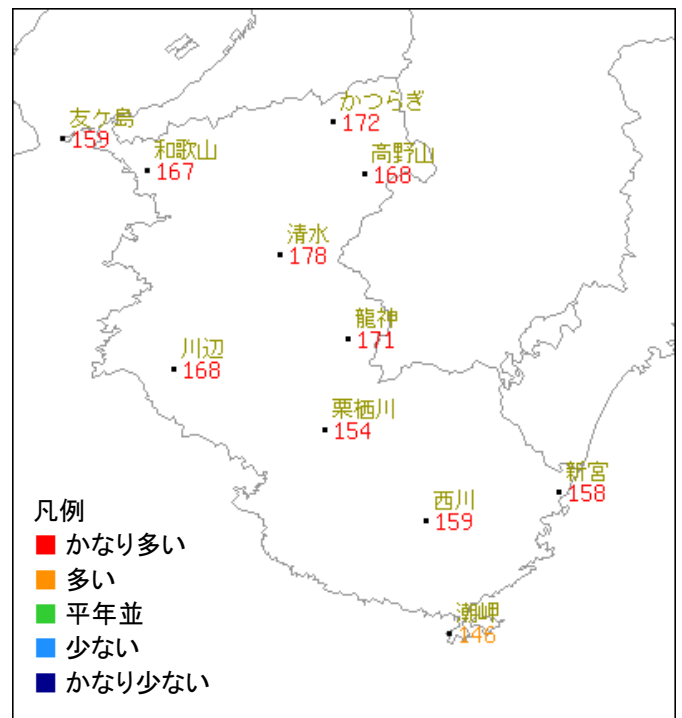 かつらぎ
172
友ケ島
159
和歌山
167
高野山
168
清水
178
龍神
171
川辺
168
栗栖川
154
新宮
158
西川
159
潮岬
146
凡例
かなり多い
多い
平年並
少ない
かなり少ない